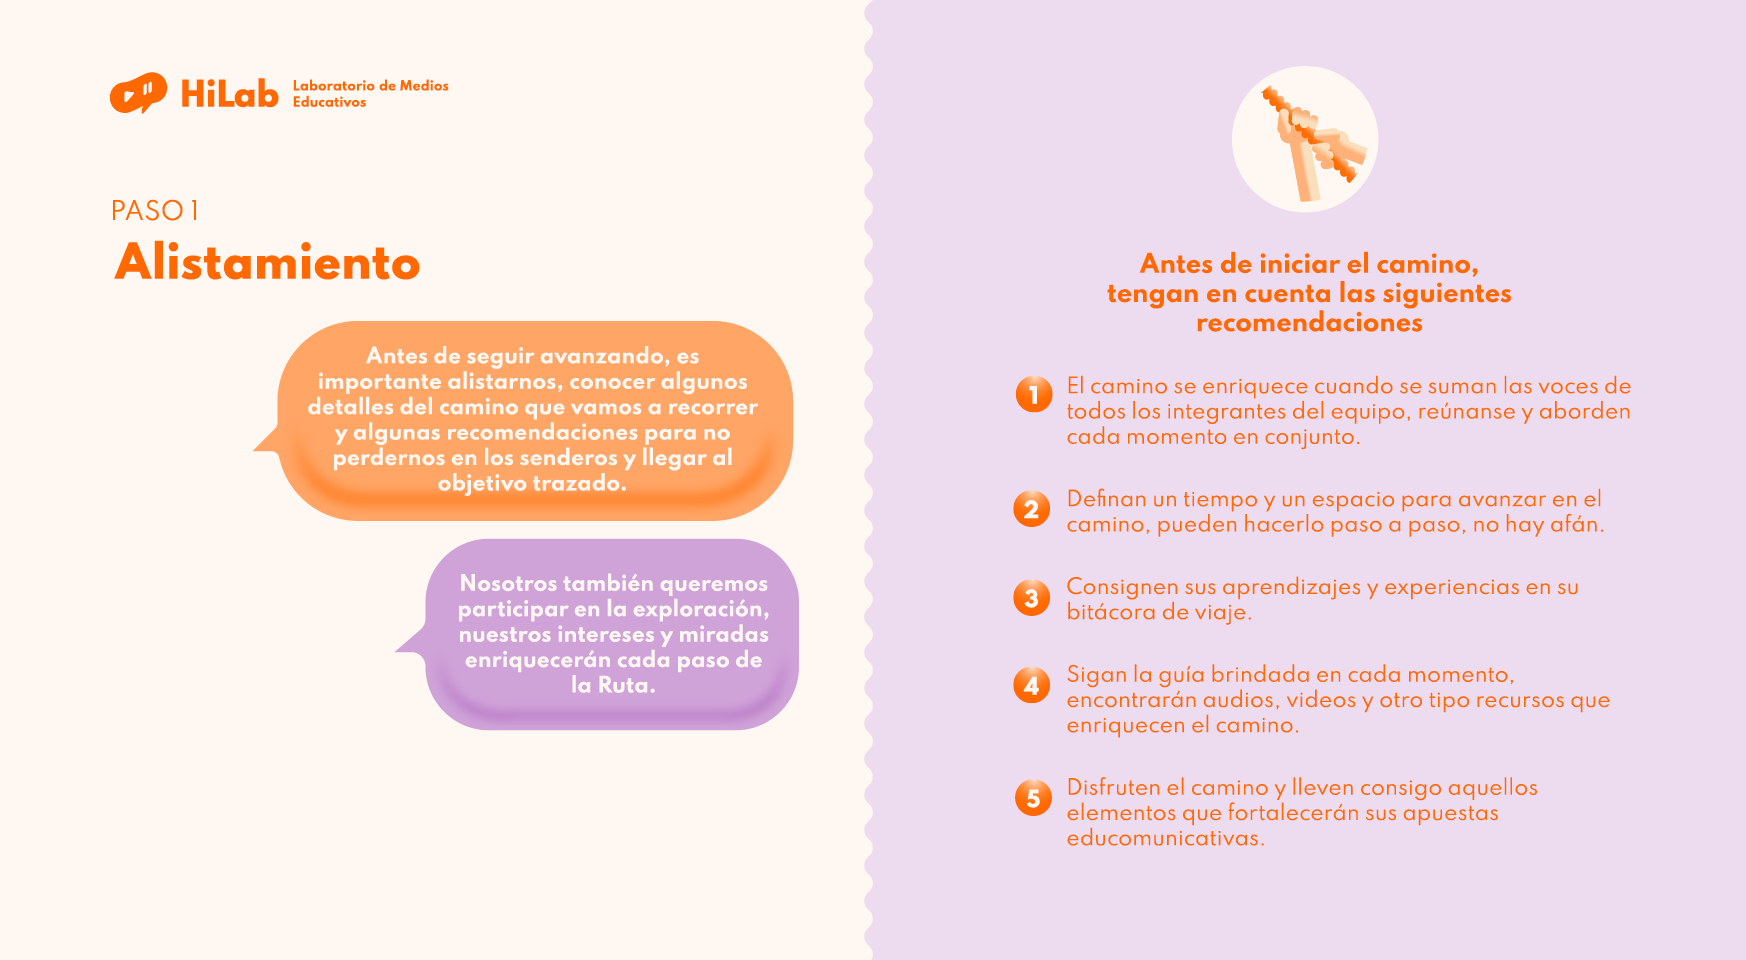 HiLab
Laboratorio de Medios
Educativos
PASO 1
Alistamiento
Antes de seguir avanzando, es
importante alistarnos, conocer algunos
detalles del camino que vamos a recorrer
y algunas recomendaciones para no
perdernos en los senderos y llegar al
objetivo trazado.
Nosotros también queremos
participar en la exploración,
nuestros intereses y miradas
enriquecerán cada paso de
la Ruta.
Antes de iniciar el camino,
tengan en cuenta las siguientes
recomendaciones
1 El camino se enriquece cuando se suman las voces de
todos los integrantes del equipo, reúnanse y aborden
cada momento en conjunto.
2 Definan un tiempo y un espacio para avanzar en el
camino, pueden hacerlo paso a paso, no hay afán.
3 Consignen sus aprendizajes y experiencias en su
bitácora de viaje.
4 Sigan la guía brindada en cada momento,
encontrarán audios, videos y otro tipo recursos que
enriquecen el camino.
5 Disfruten el camino y lleven consigo aquellos
elementos que fortalecerán sus apuestas
educomunicativas.